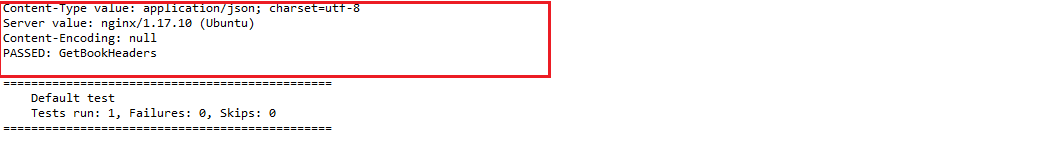 Content-Type value: application/json; charset=utf-8
Server value: nginx/1.17.10 (Ubuntu)
Content-Encoding: null
PASSED: GetBookHeaders
===============================================
    Default test
    Tests run: 1, Failures: 0, Skips: 0
===============================================